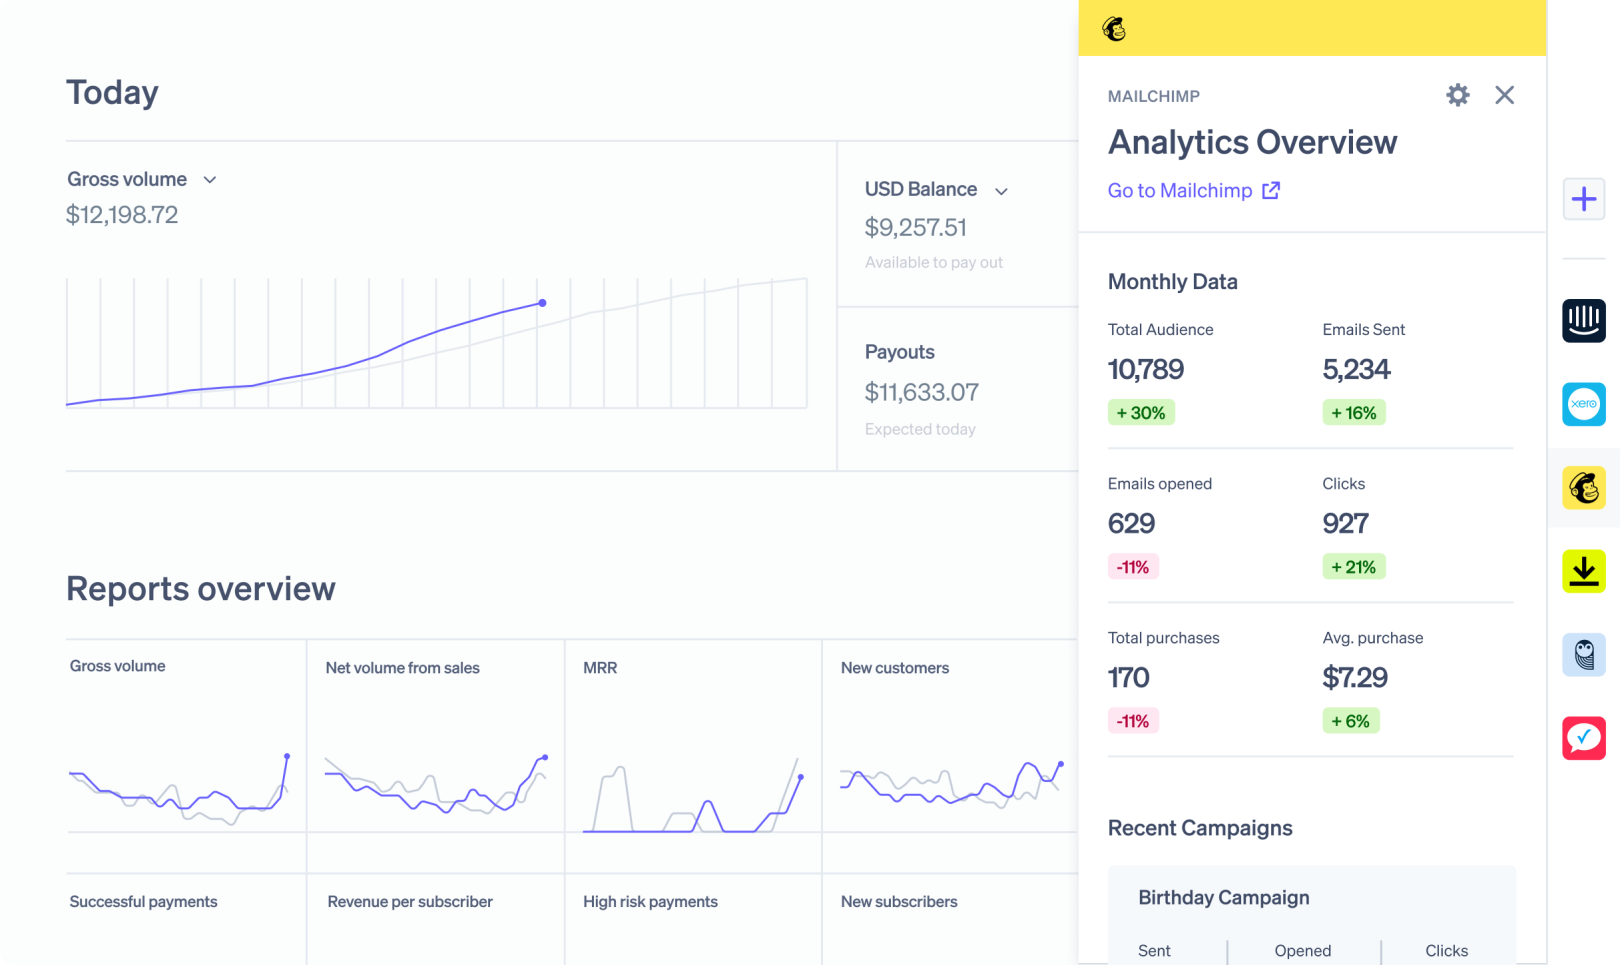 Today
Gross volume
$12,198.72
USD Balance
$9,257.51
Available to pay out
Payouts
$11,633.07
Expected today
Reports overview
Gross volume
Net volume from sales
MRR
New customers
Successful payments
Revenue per subscriber
High risk payments
New subscribers
MAILCHIMP
Analytics Overview
Go to Mailchimp
Monthly Data
Total Audience
Emails Sent
10,789
5,234
+ 30%
+ 16%
Emails opened
Clicks
629
927
-11%
+ 21%
Total purchases
Avg. purchase
170
$7.29
-11%
+ 6%
Recent Campaigns
Birthday Campaign
Sent
Opened
Clicks
xero